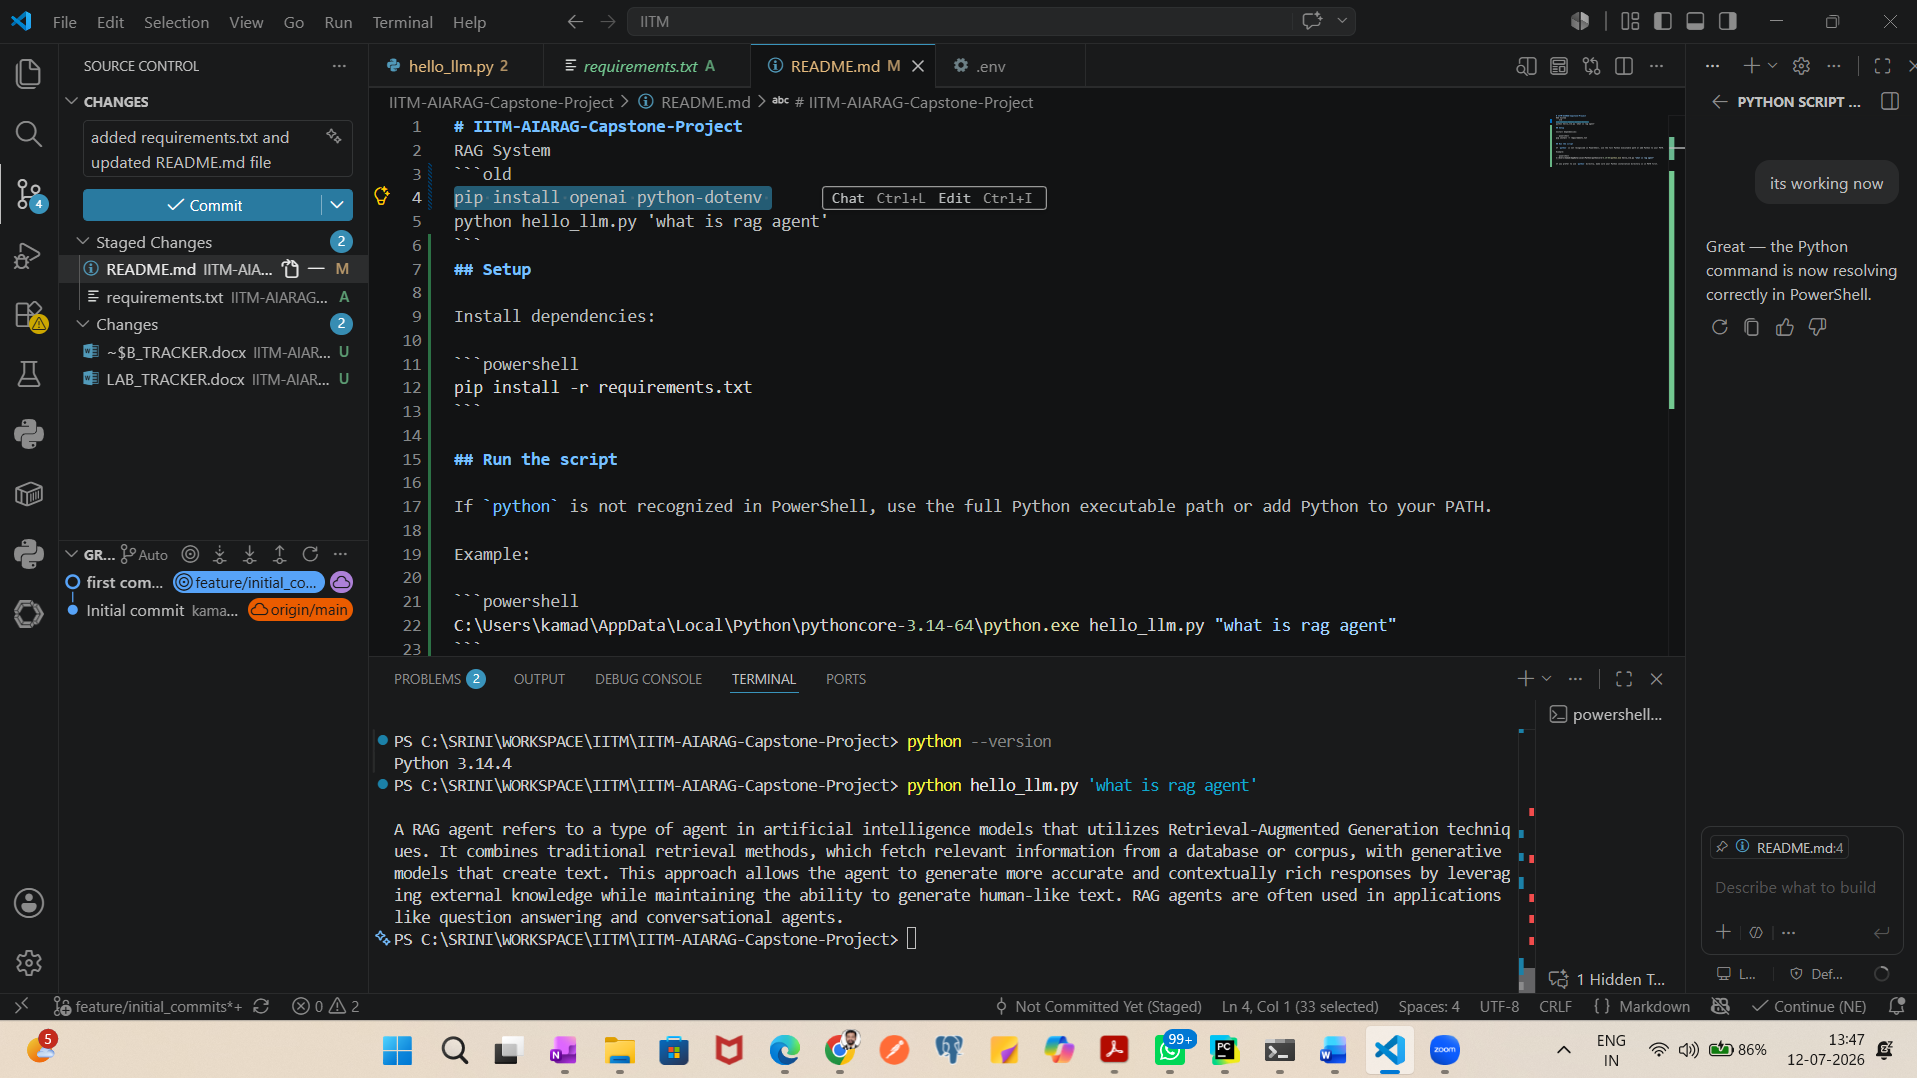 File Edit Selection View Go Run Terminal Help
IITM
SOURCE CONTROL
CHANGES
added requirements.txt and
updated README.md file
Commit
Staged Changes 2
README.md IITM-AIA... M
requirements.txt IITM-AIARAG... A
Changes 2
~$B_TRACKER.docx IITM-AIAR... U
LAB_TRACKER.docx IITM-AIAR... U
4
GR... Auto
first com... feature/initial_co...
Initial commit kama... origin/main
hello_llm.py 2
requirements.txt A
README.md M
.env
IITM-AIARAG-Capstone-Project > README.md > abc # IITM-AIARAG-Capstone-Project
1 # IITM-AIARAG-Capstone-Project
2 RAG System
3 ```old
4 pip install openai python-dotenv
Chat Ctrl+L Edit Ctrl+I
5 python hello_llm.py 'what is rag agent'
6 ```
7 ## Setup
8
9 Install dependencies:
10
11 ```powershell
12 pip install -r requirements.txt
13 ```
14
15 ## Run the script
16
17 If `python` is not recognized in PowerShell, use the full Python executable path or add Python to your PATH.
18
19 Example:
20
21 ```powershell
22 C:\Users\kamad\AppData\Local\Python\pythoncore-3.14-64\python.exe hello_llm.py "what is rag agent"
23 ```
PROBLEMS 2 OUTPUT DEBUG CONSOLE TERMINAL PORTS
PS C:\SRINI\WORKSPACE\IITM\IITM-AIARAG-Capstone-Project> python --version
Python 3.14.4
PS C:\SRINI\WORKSPACE\IITM\IITM-AIARAG-Capstone-Project> python hello_llm.py 'what is rag agent'
A RAG agent refers to a type of agent in artificial intelligence models that utilizes Retrieval-Augmented Generation techniq
ues. It combines traditional retrieval methods, which fetch relevant information from a database or corpus, with generative
models that create text. This approach allows the agent to generate more accurate and contextually rich responses by leverag
ing external knowledge while maintaining the ability to generate human-like text. RAG agents are often used in applications
like question answering and conversational agents.
PS C:\SRINI\WORKSPACE\IITM\IITM-AIARAG-Capstone-Project>
powershell...
1 Hidden T...
PYTHON SCRIPT ...
its working now
Great — the Python
command is now resolving
correctly in PowerShell.
README.md:4
Describe what to build
L... Def...
feature/initial_commits*+ 0 2
Not Committed Yet (Staged) Ln 4, Col 1 (33 selected) Spaces: 4 UTF-8 CRLF { } Markdown Continue (NE)
5
N
PC
W
zoom
99+
ENG
IN
86%
13:47
12-07-2026